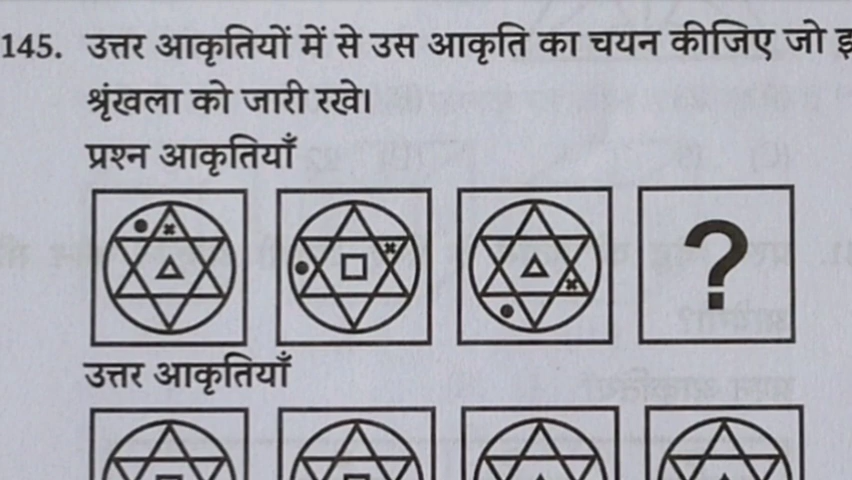 145. उत्तर आकृतियों में से उस आकृति का चयन कीजिए जो
श्रृंखला को जारी रखे।
प्रश्न आकृतियाँ
?
उत्तर आकृतियाँ